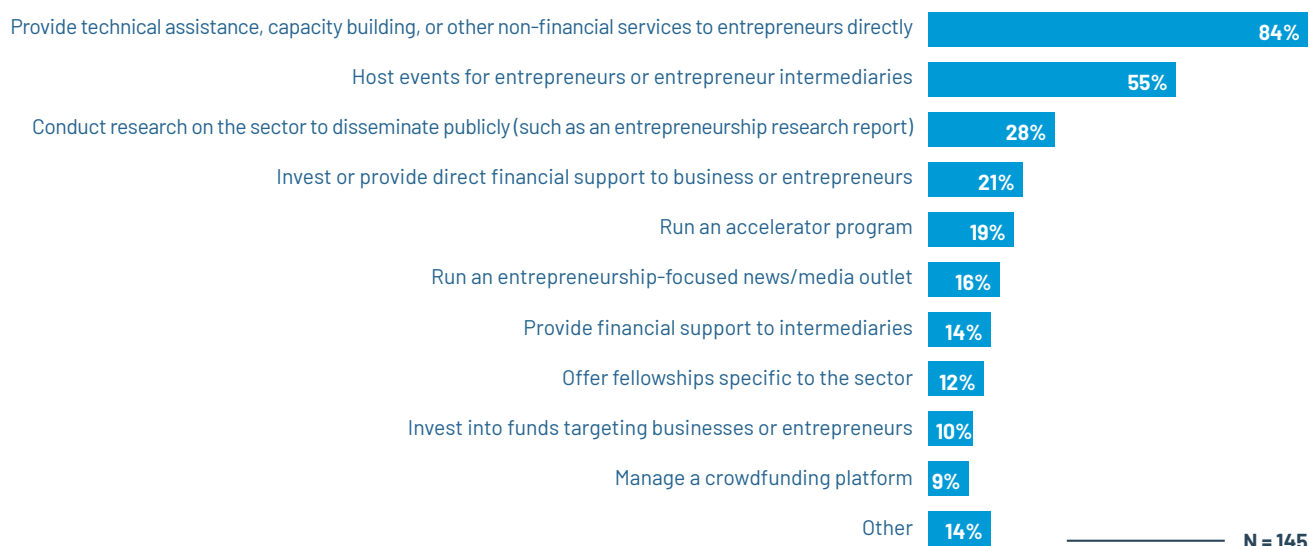 Provide technical assistance, capacity building, or other non-financial services to entrepreneurs directly 84%
Host events for entrepreneurs or entrepreneur intermediaries 55%
Conduct research on the sector to disseminate publicly (such as an entrepreneurship research report) 28%
Invest or provide direct financial support to business or entrepreneurs 21%
Run an accelerator program 19%
Run an entrepreneurship-focused news/media outlet 16%
Provide financial support to intermediaries 14%
Offer fellowships specific to the sector 12%
Invest into funds targeting businesses or entrepreneurs 10%
Manage a crowdfunding platform 9%
Other 14%
N = 145